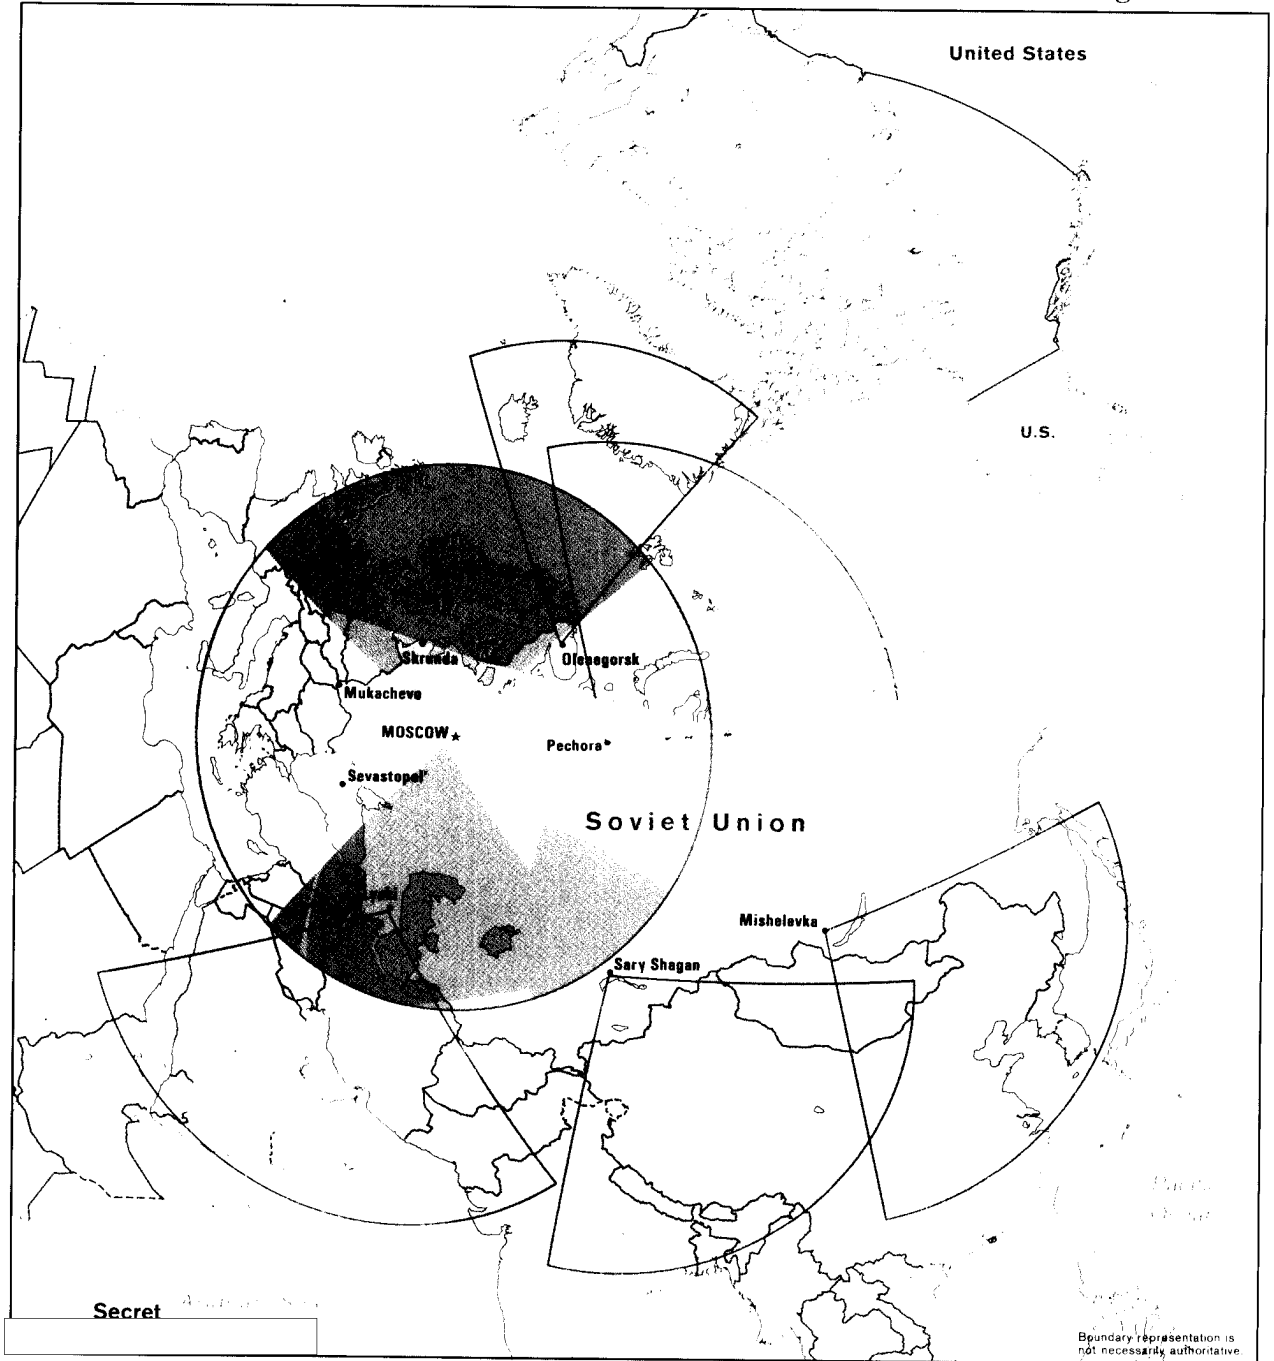 United States
U.S.
Skrunda
Olenegorsk
Mukachevo
MOSCOW
Pechora
Sevastopol'
Soviet Union
Mishelevka
Sary Shagan
Secret
Boundary representation is
not necessarily authoritative.